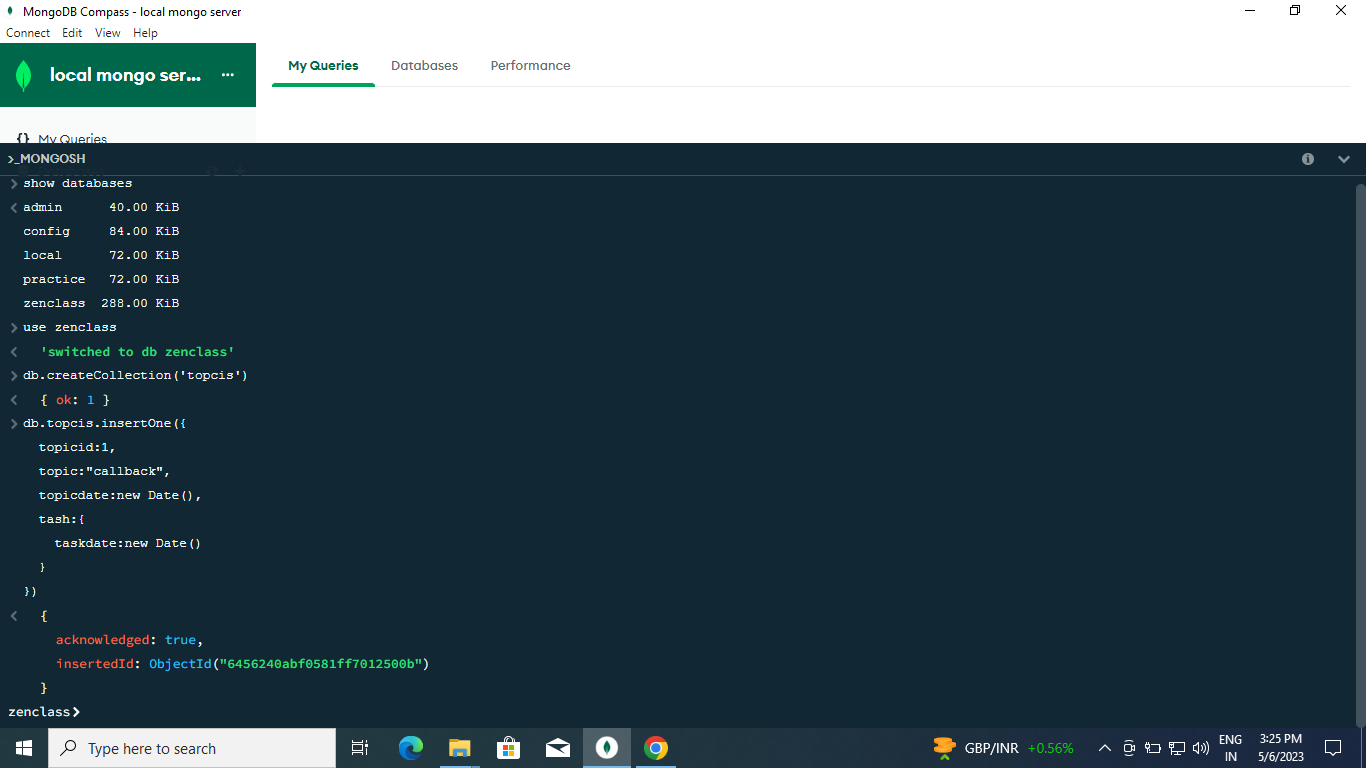 MongoDB Compass - local mongo server
Connect Edit View Help
local mongo ser... ...
My Queries Databases Performance
{} My Queries
>_MONGOSH
show databases
admin 40.00 KiB
config 84.00 KiB
local 72.00 KiB
practice 72.00 KiB
zenclass 288.00 KiB
use zenclass
'switched to db zenclass'
db.createCollection('topcis')
{ ok: 1 }
db.topcis.insertOne({
topicid:1,
topic:"callback",
topicdate:new Date(),
tash:{
taskdate:new Date()
}
})
{
acknowledged: true,
insertedId: ObjectId("6456240abf0581ff7012500b")
}
zenclass>
Type here to search
GBP/INR +0.56%
ENG
IN
3:25 PM
5/6/2023